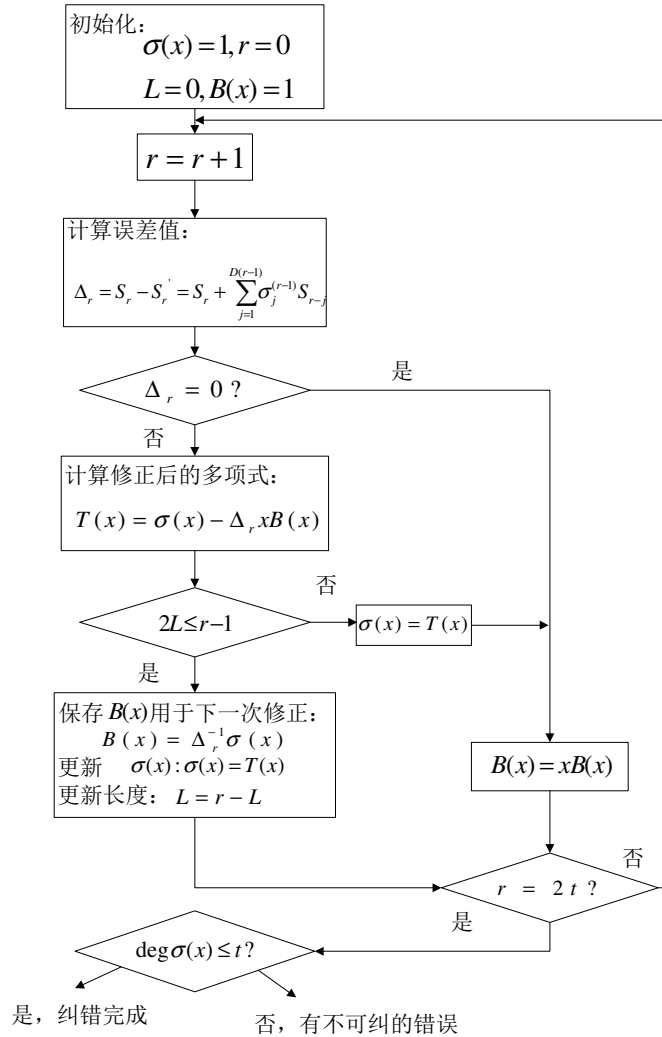 初始化：
σ(x)=1,r=0
L=0,B(x)=1
r=r+1
计算误差值：
Δ_r=S_r−S_r'=S_r+∑_{j=1}^{D(r−1)}σ_j^{(r−1)}S_{r−j}
Δ_r=0?
是
否
计算修正后的多项式：
T(x)=σ(x)−Δ_r xB(x)
2L≤r−1
否
σ(x)=T(x)
是
保存B(x)用于下一次修正：
B(x)=Δ_r^{−1}σ(x)
更新 σ(x):σ(x)=T(x)
更新长度：L=r−L
B(x)=xB(x)
r=2t?
否
是
degσ(x)≤t?
是，纠错完成
否，有不可纠的错误